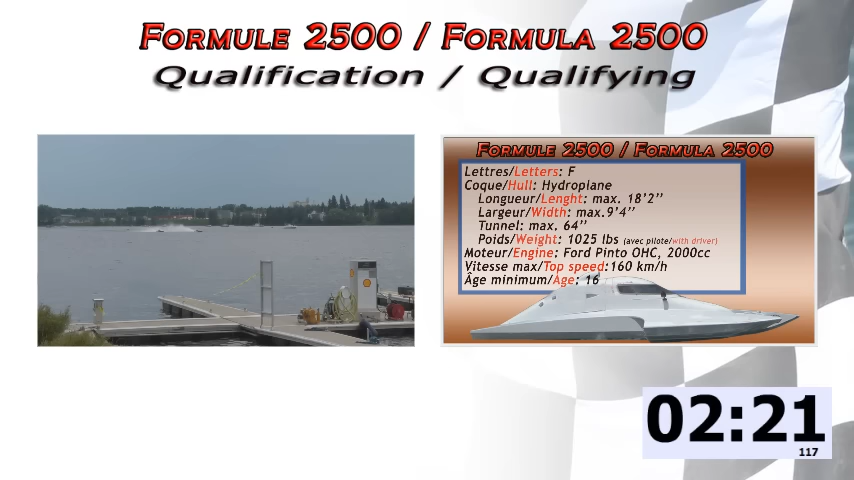 Formule 2500 / Formula 2500
Qualification / Qualifying
Formule 2500 / Formula 2500
Lettres/Letters: F
Coque/Hull: Hydroplane
Longueur/Lenght: max. 18'2''
Largeur/Width: max.9'4''
Tunnel: max. 64''
Poids/Weight: 1025 lbs (avec pilote/with driver)
Moteur/Engine: Ford Pinto OHC, 2000cc
Vitesse max/Top speed:160 km/h
Âge minimum/Age: 16
02:21
117